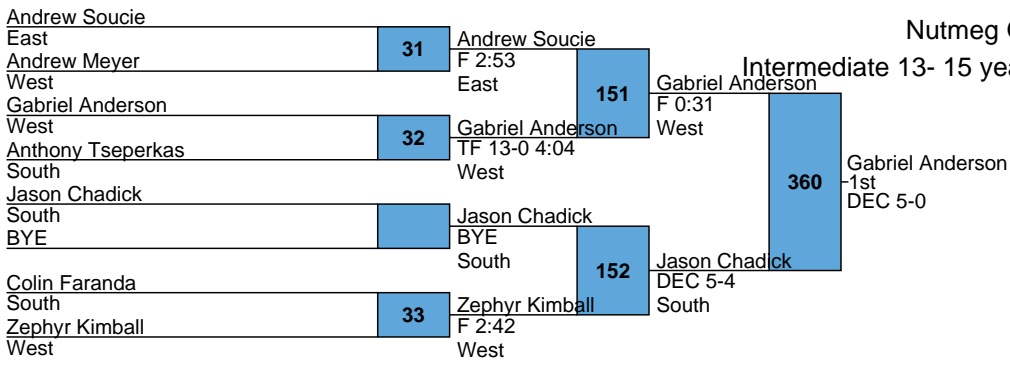 Nutmeg
Intermediate 13- 15
Andrew Soucie
East
Andrew Meyer
West
Gabriel Anderson
West
Anthony Tseperkas
South
Jason Chadick
South
BYE
Colin Faranda
South
Zephyr Kimball
West
31
32
33
Andrew Soucie
F 2:53
East
Gabriel Anderson
TF 13-0 4:04
West
Jason Chadick
BYE
South
Zephyr Kimball
F 2:42
West
151
152
Gabriel Anderson
F 0:31
West
Jason Chadick
DEC 5-4
South
360
Gabriel Anderson
1st
DEC 5-0